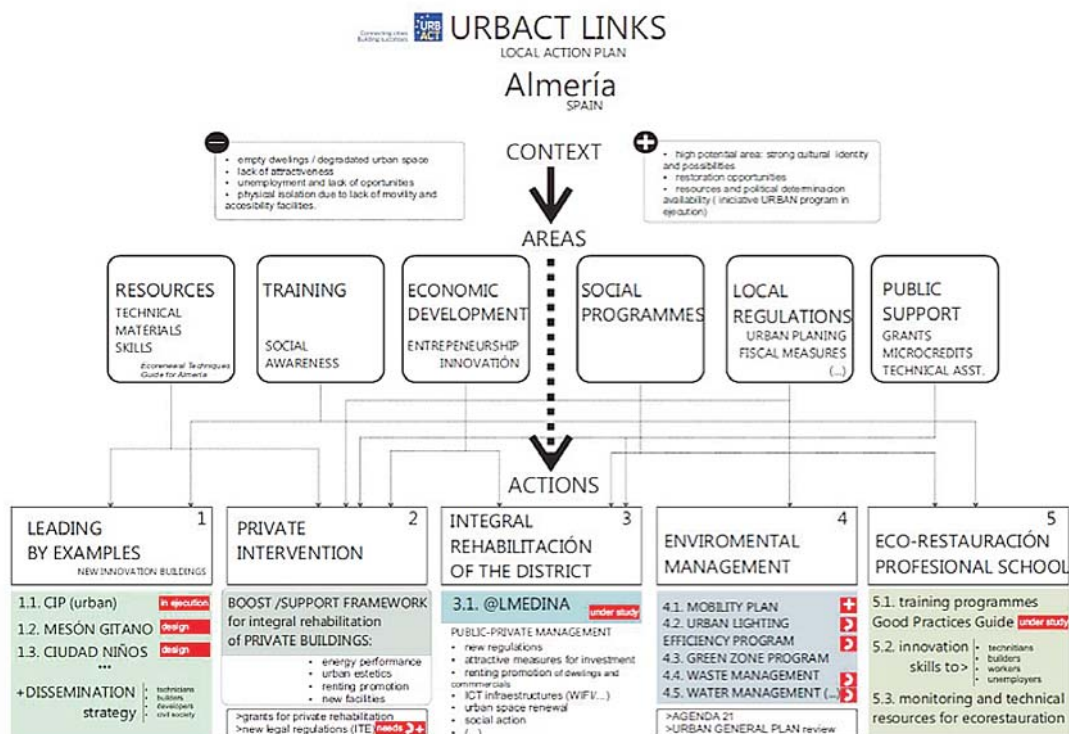 Connecting cities
Building successes
URB
ACT
URBACT LINKS
LOCAL ACTION PLAN
Almería
SPAIN
• empty dwelings / degradated urban space
• lack of attractiveness
• unemployment and lack of oportunities
• physical isolation due to lack of movility and
accesibility facilities.
CONTEXT
• high potential area: strong cultural identity
and possibilities
• restoration opportunities
• resources and political determinacion
availability ( iniciative URBAN program in
ejecution)
AREAS
RESOURCES
TECHNICAL
MATERIALS
SKILLS
Ecorenewal Techniques
Guide for Almería
TRAINING
SOCIAL
AWARENESS
ECONOMIC
DEVELOPMENT
ENTREPENEURSHIP
INNOVACIÓN
SOCIAL
PROGRAMMES
LOCAL
REGULATIONS
URBAN PLANING
FISCAL MEASURES
(...)
PUBLIC
SUPPORT
GRANTS
MICROCREDITS
TECHNICAL ASST.
ACTIONS
1
LEADING
BY EXAMPLES
NEW INNOVATION BUILDINGS
1.1. CIP (urban) in ejecution
1.2. MESÓN GITANO design
1.3. CIUDAD NIÑOS design
...
+DISSEMINATION
strategy
• technicians
• builders
• developers
• civil society
2
PRIVATE
INTERVENTION
BOOST /SUPPORT FRAMEWORK
for integral rehabilitation
of PRIVATE BUILDINGS:
• energy performance
• urban estetics
• renting promotion
• new facilities
>grants for private rehabilitation
>new legal regulations (ITE) needs
3
INTEGRAL
REHABILITACIÓN
OF THE DISTRICT
3.1. @LMEDINA under study
PUBLIC-PRIVATE MANAGEMENT
• new regulations
• attractive measures for investment
• renting promotion of dwelings and
commmercials
• ICT infraestructures (WIFI/...)
• urban space renewal
• social action
• (...)
4
ENVIROMENTAL
MANAGEMENT
4.1. MOBILITY PLAN
4.2. URBAN LIGHTING
EFFICIENCY PROGRAM
4.3. GREEN ZONE PROGRAM
4.4. WASTE MANAGEMENT
4.5. WATER MANAGEMENT (...)
>AGENDA 21
>URBAN GENERAL PLAN review
5
ECO-RESTAURACIÓN
PROFESIONAL SCHOOL
5.1. training programmes
Good Practices Guide under study
5.2. innovation
skills to>
• technitians
• builders
• workers
• unemployers
5.3. monitoring and technical
resources for ecorestauration